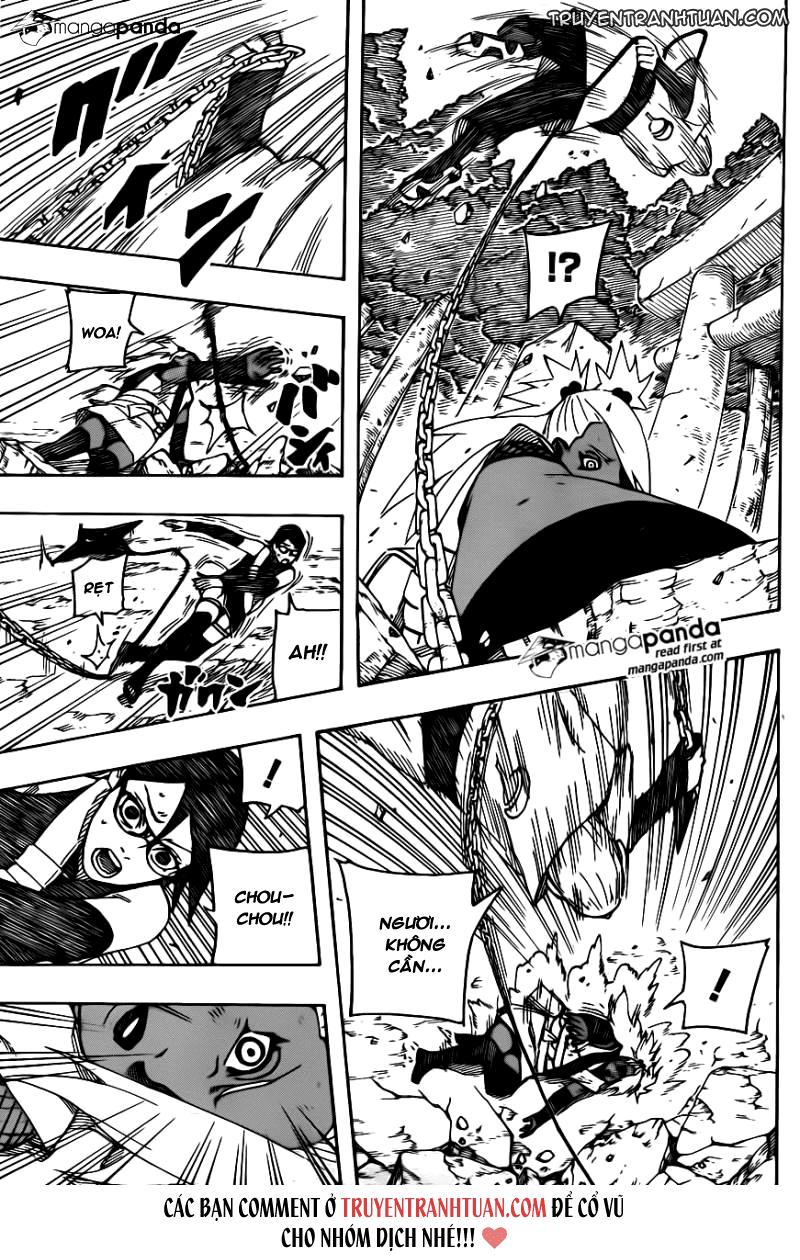 mangapanda
TRUYENTRANHTUAN.COM
!?
WOA!
RẸT
AH!!
mangapanda
read first at
mangapanda.com
!
CHOU-
CHOU!!
NGƯƠI...
KHÔNG
CẦN...
!
CÁC BẠN COMMENT Ở TRUYENTRANHTUAN.COM ĐỂ CỔ VŨ
CHO NHÓM DỊCH NHÉ!!!